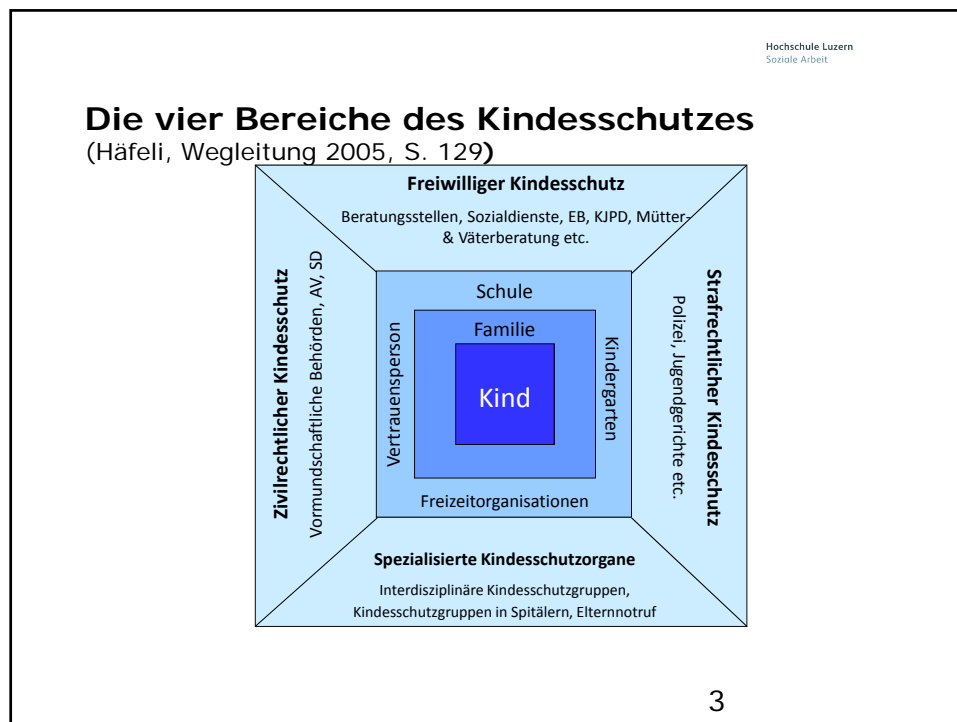 Hochschule Luzern
Soziale Arbeit
Die vier Bereiche des Kindesschutzes
(Häfeli, Wegleitung 2005, S. 129)
Freiwilliger Kindesschutz
Beratungsstellen, Sozialdienste, EB, KJPD, Mütter-
& Väterberatung etc.
Zivilrechtlicher Kindesschutz
Vormundschaftliche Behörden, AV, SD
Schule
Familie
Vertrauensperson
Kind
Kindergarten
Freizeitorganisationen
Strafrechtlicher Kindesschutz
Polizei, Jugendgerichte etc.
Spezialisierte Kindesschutzorgane
Interdisziplinäre Kindesschutzgruppen,
Kindesschutzgruppen in Spitälern, Elternnotruf
3